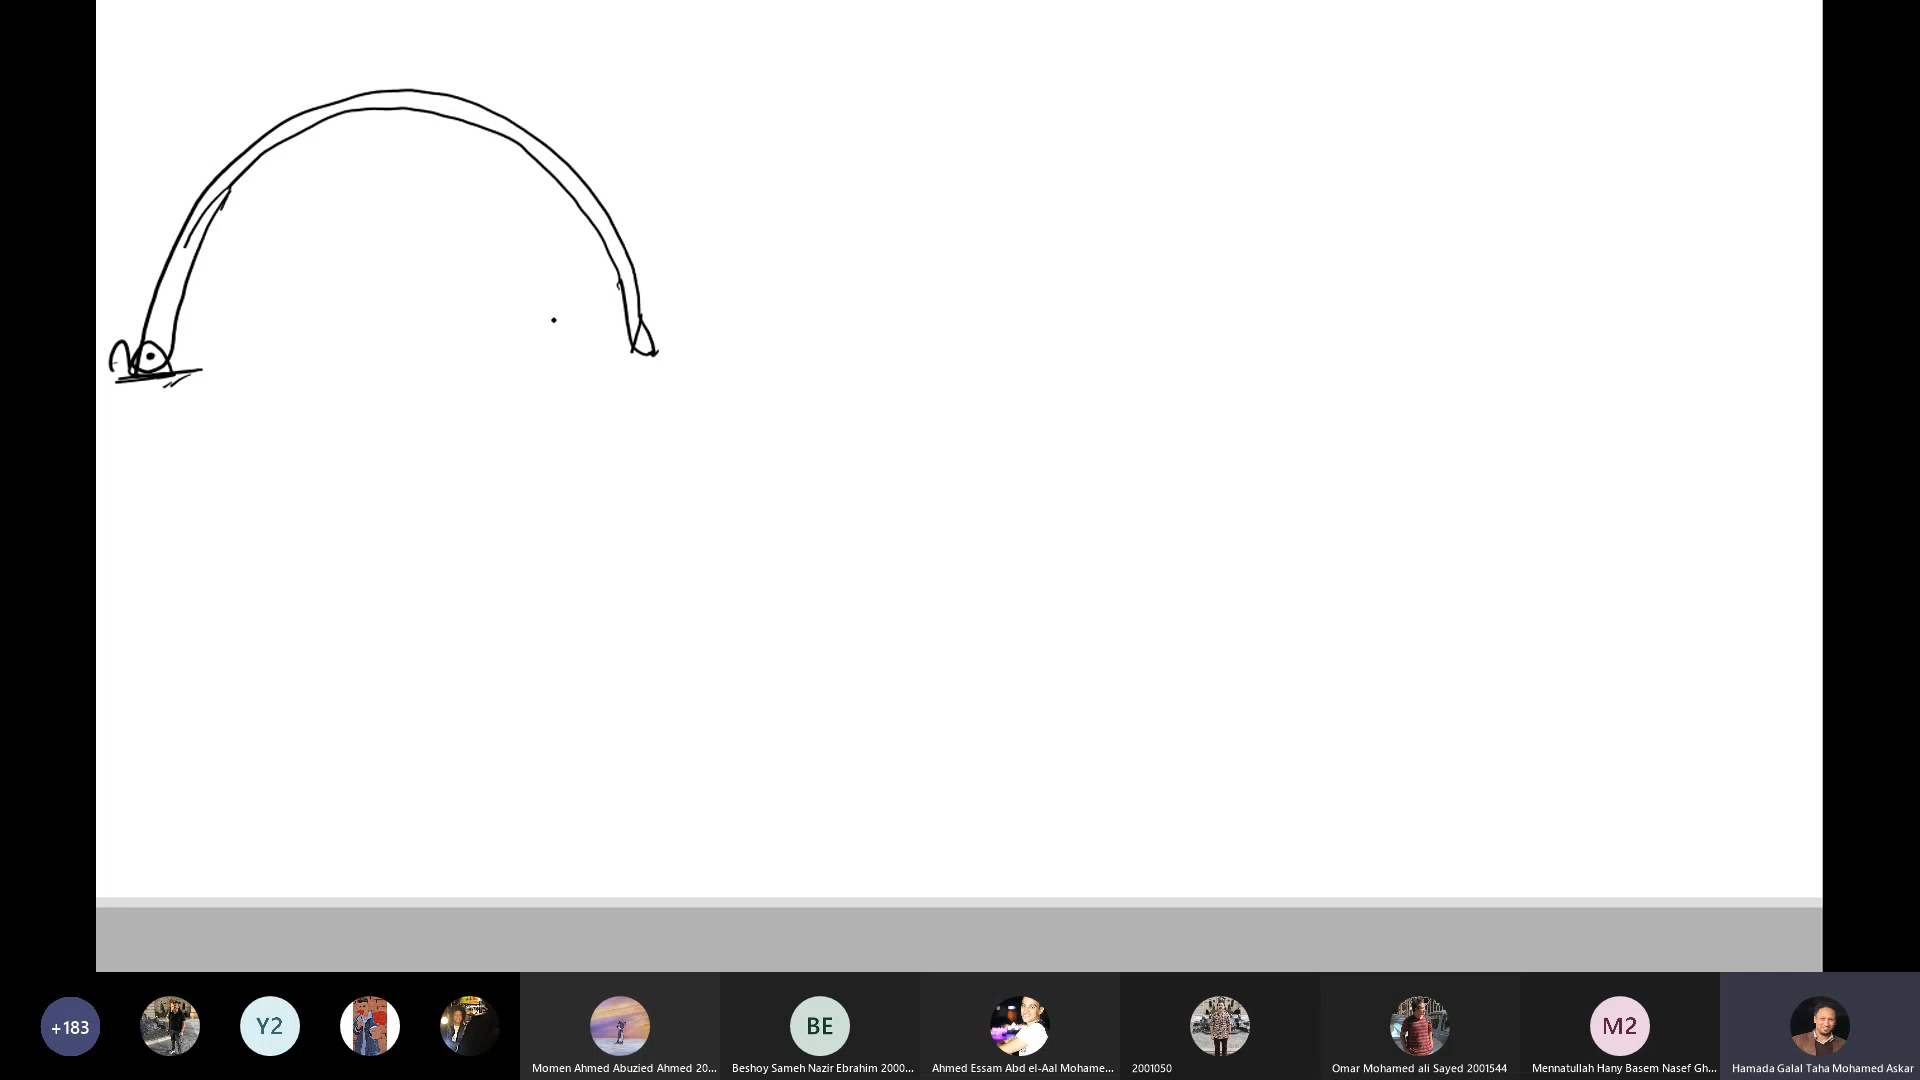 +183
Y2
Momen Ahmed Abuzied Ahmed 20...
BE
Beshoy Sameh Nazir Ebrahim 2000...
Ahmed Essam Abd el-Aal Mohame...
2001050
Omar Mohamed ali Sayed 2001544
M2
Mennatullah Hany Basem Nasef Gh...
Hamada Galal Taha Mohamed Askar